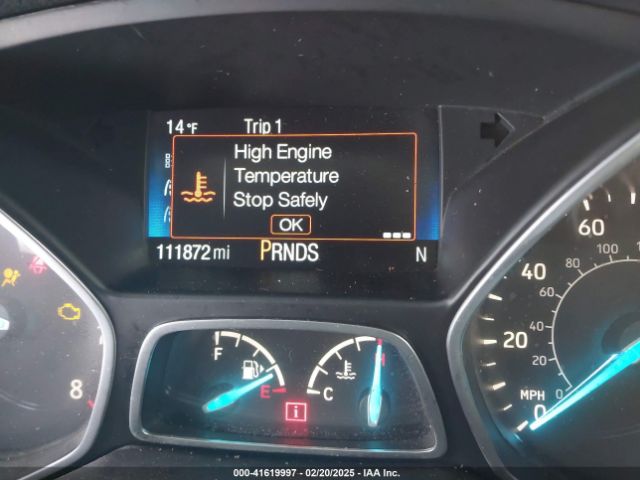 14°F Trip 1
High Engine
Temperature
Stop Safely
OK
111872 mi PRNDS N
F
E
C
H
i
8
60
40
20
0
MPH
100
80
60
40
20
0
000-41619997 - 02/20/2025 - IAA Inc.